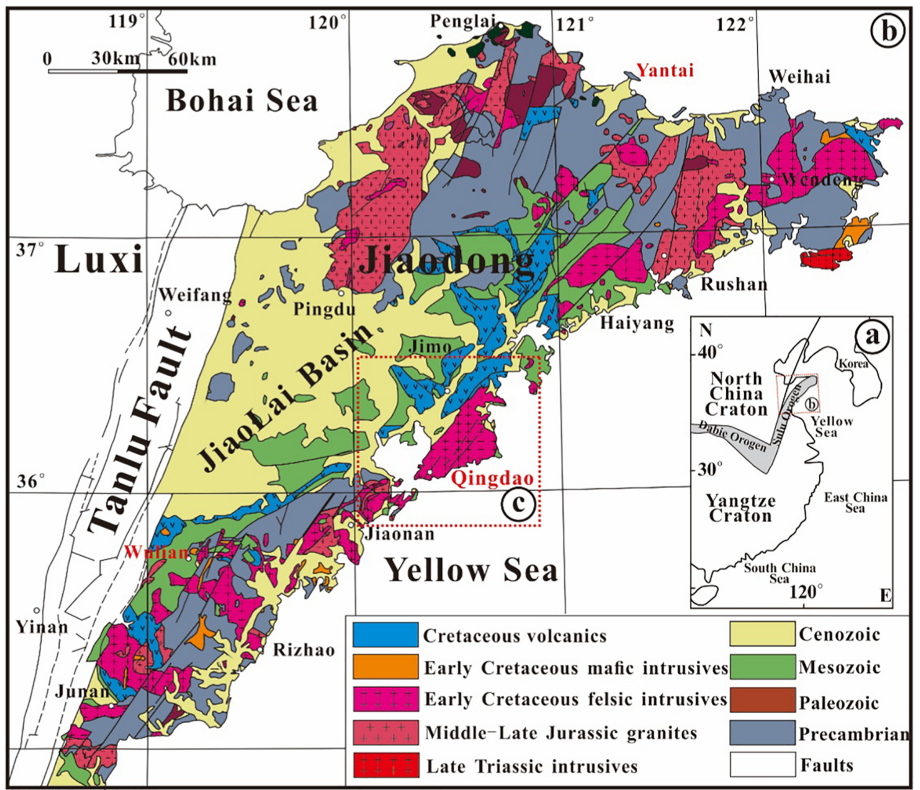 119°
120°
Penglai
121°
122°
b
0
30km
60km
Bohai Sea
Yantai
Weihai
Wendeng
37°
Luxi
Jiaodong
Weifang
Pingdu
Rushan
Haiyang
Jimo
JiaoLai Basin
Tanlu Fault
36°
Qingdao
c
Jiaonan
Wulian
Yellow Sea
Yinan
Rizhao
Junan
N
a
40°
Korea
North
China
Craton
Sulu Orogen
b
Yellow
Sea
Dabie Orogen
30°
Yangtze
Craton
East China
Sea
South China
Sea
120°
E
Cretaceous volcanics
Early Cretaceous mafic intrusives
Early Cretaceous felsic intrusives
Middle-Late Jurassic granites
Late Triassic intrusives
Cenozoic
Mesozoic
Paleozoic
Precambrian
Faults